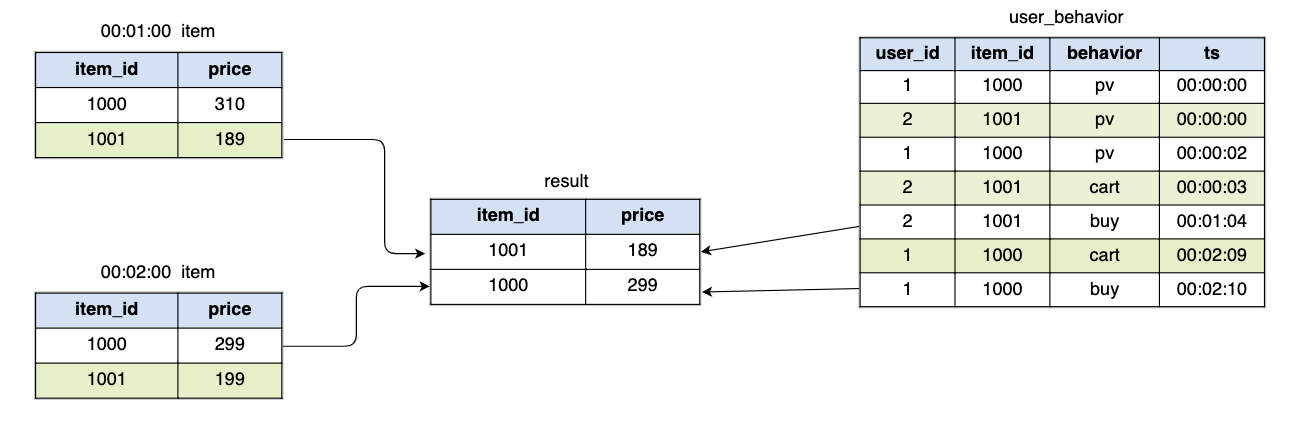 00:01:00 item
item_id price
1000 310
1001 189
00:02:00 item
item_id price
1000 299
1001 199
result
item_id price
1001 189
1000 299
user_behavior
user_id item_id behavior ts
1 1000 pv 00:00:00
2 1001 pv 00:00:00
1 1000 pv 00:00:02
2 1001 cart 00:00:03
2 1001 buy 00:01:04
1 1000 cart 00:02:09
1 1000 buy 00:02:10